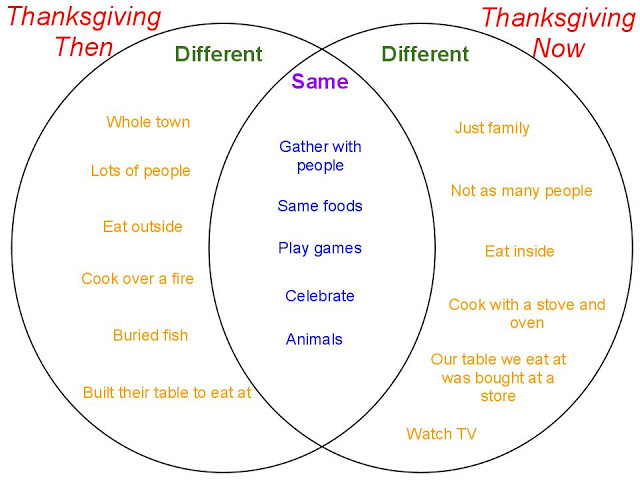 Thanksgiving
Then
Thanksgiving
Now
Different
Different
Same
Whole town
Lots of people
Eat outside
Cook over a fire
Buried fish
Built their table to eat at
Gather with
people
Same foods
Play games
Celebrate
Animals
Just family
Not as many people
Eat inside
Cook with a stove and
oven
Our table we eat at
was bought at a
store
Watch TV